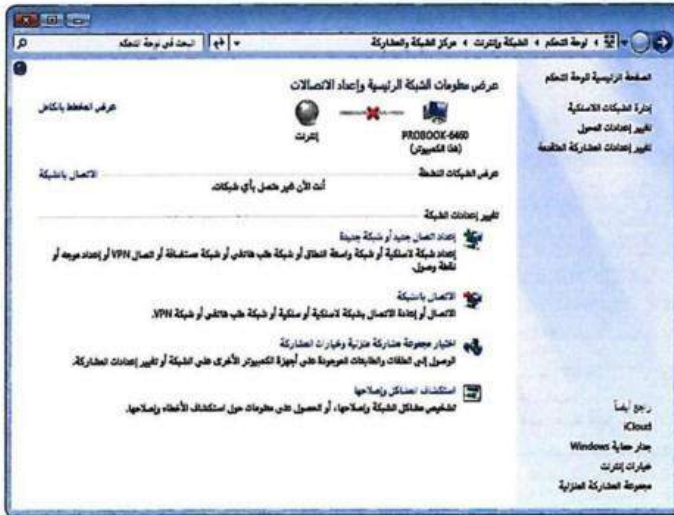 لوحة التحكم ‹ الشبكة وإنترنت ‹ مركز الشبكة والمشاركة
البحث في لوحة التحكم
الصفحة الرئيسية للوحة التحكم
إدارة الشبكات اللاسلكية
تغيير إعدادات المحول
تغيير إعدادات المشاركة المتقدمة
عرض معلومات الشبكة الرئيسية وإعداد الاتصالات
عرض المخطط بالكامل
PROBOOK-6460
(هذا الكمبيوتر)
إنترنت
عرض الشبكات النشطة
الاتصال بالشبكة
أنت الآن غير متصل بأي شبكات.
تغيير إعدادات الشبكة
إعداد اتصال جديد أو شبكة جديدة
إعداد شبكة لاسلكية أو شبكة واسعة النطاق أو شبكة طلب هاتفي أو شبكة مستضافة أو اتصال VPN أو إعداد موجه أو
نقطة وصول.
الاتصال بالشبكة
الاتصال أو إعادة الاتصال بشبكة لاسلكية أو سلكية أو شبكة طلب هاتفي أو شبكة VPN.
اختيار مجموعة مشاركة منزلية وخيارات المشاركة
الوصول إلى الملفات والطابعات الموجودة على أجهزة الكمبيوتر الأخرى على الشبكة أو تغيير إعدادات المشاركة.
استكشاف المشاكل وإصلاحها
تشخيص مشاكل الشبكة وإصلاحها، أو الحصول على معلومات حول استكشاف الأخطاء وإصلاحها.
راجع أيضاً
iCloud
جدار حماية Windows
خيارات إنترنت
مجموعة المشاركة المنزلية